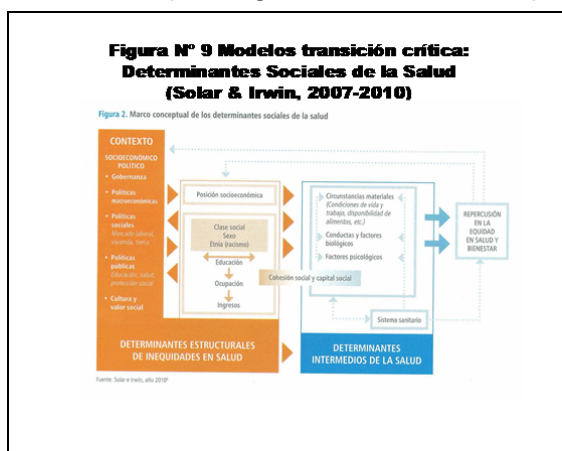 Figura Nº 9 Modelos transición crítica:
Determinantes Sociales de la Salud
(Solar & Irwin, 2007-2010)
Figura 2. Marco conceptual de los determinantes sociales de la salud
CONTEXTO
SOCIOECONÓMICO
POLÍTICO
• Gobernanza
• Políticas
macroeconómicas
• Políticas
sociales
Mercado laboral,
vivienda, tierra
• Políticas
públicas
Educación, salud
protección social
• Cultura y
valor social
Posición socioeconómica
Clase social
Sexo
Etnia (racismo)
Educación
Ocupación
Ingresos
Cohesión social y capital social
DETERMINANTES ESTRUCTURALES
DE INEQUIDADES EN SALUD
Circunstancias materiales
(Condiciones de vida y
trabajo, disponibilidad de
alimentos, etc.)
Conductas y factores
biológicos
Factores psicológicos
Sistema sanitario
DETERMINANTES
INTERMEDIOS DE LA SALUD
REPERCUSIÓN
EN LA
EQUIDAD
EN SALUD Y
BIENESTAR
Fuente: Solar e Irwin, año 2010